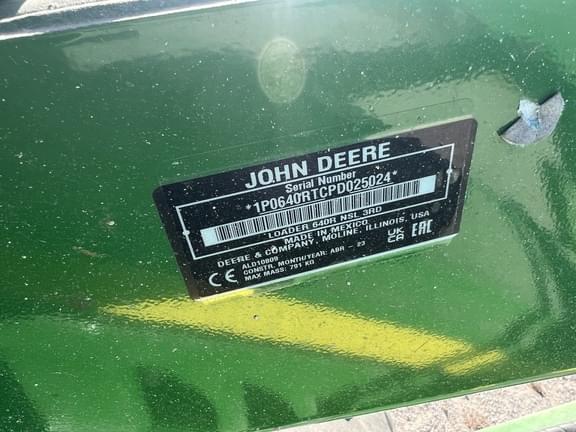 JOHN DEERE
Serial Number
*1P0640RTCPD025024*
LOADER 640R NSL 3RD
MADE IN MEXICO
DEERE & COMPANY, MOLINE, ILLINOIS, USA
ALD10809
CONSTR. MONTH/YEAR: ABR - 23
MAX MASS: 791 KG
CE
UK CA
EAC